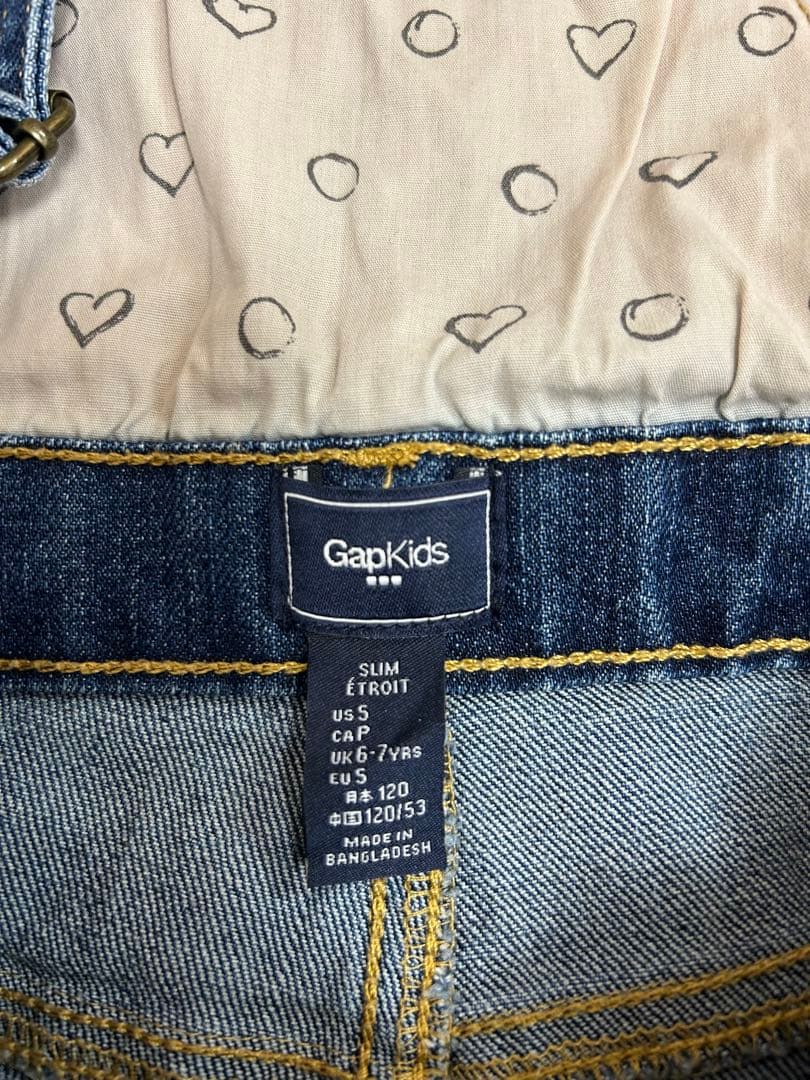 GapKids
SLIM
ÉTROIT
US S
CA P
UK 6-7YRS
EU S
日本 120
中国 120/53
MADE IN
BANGLADESH